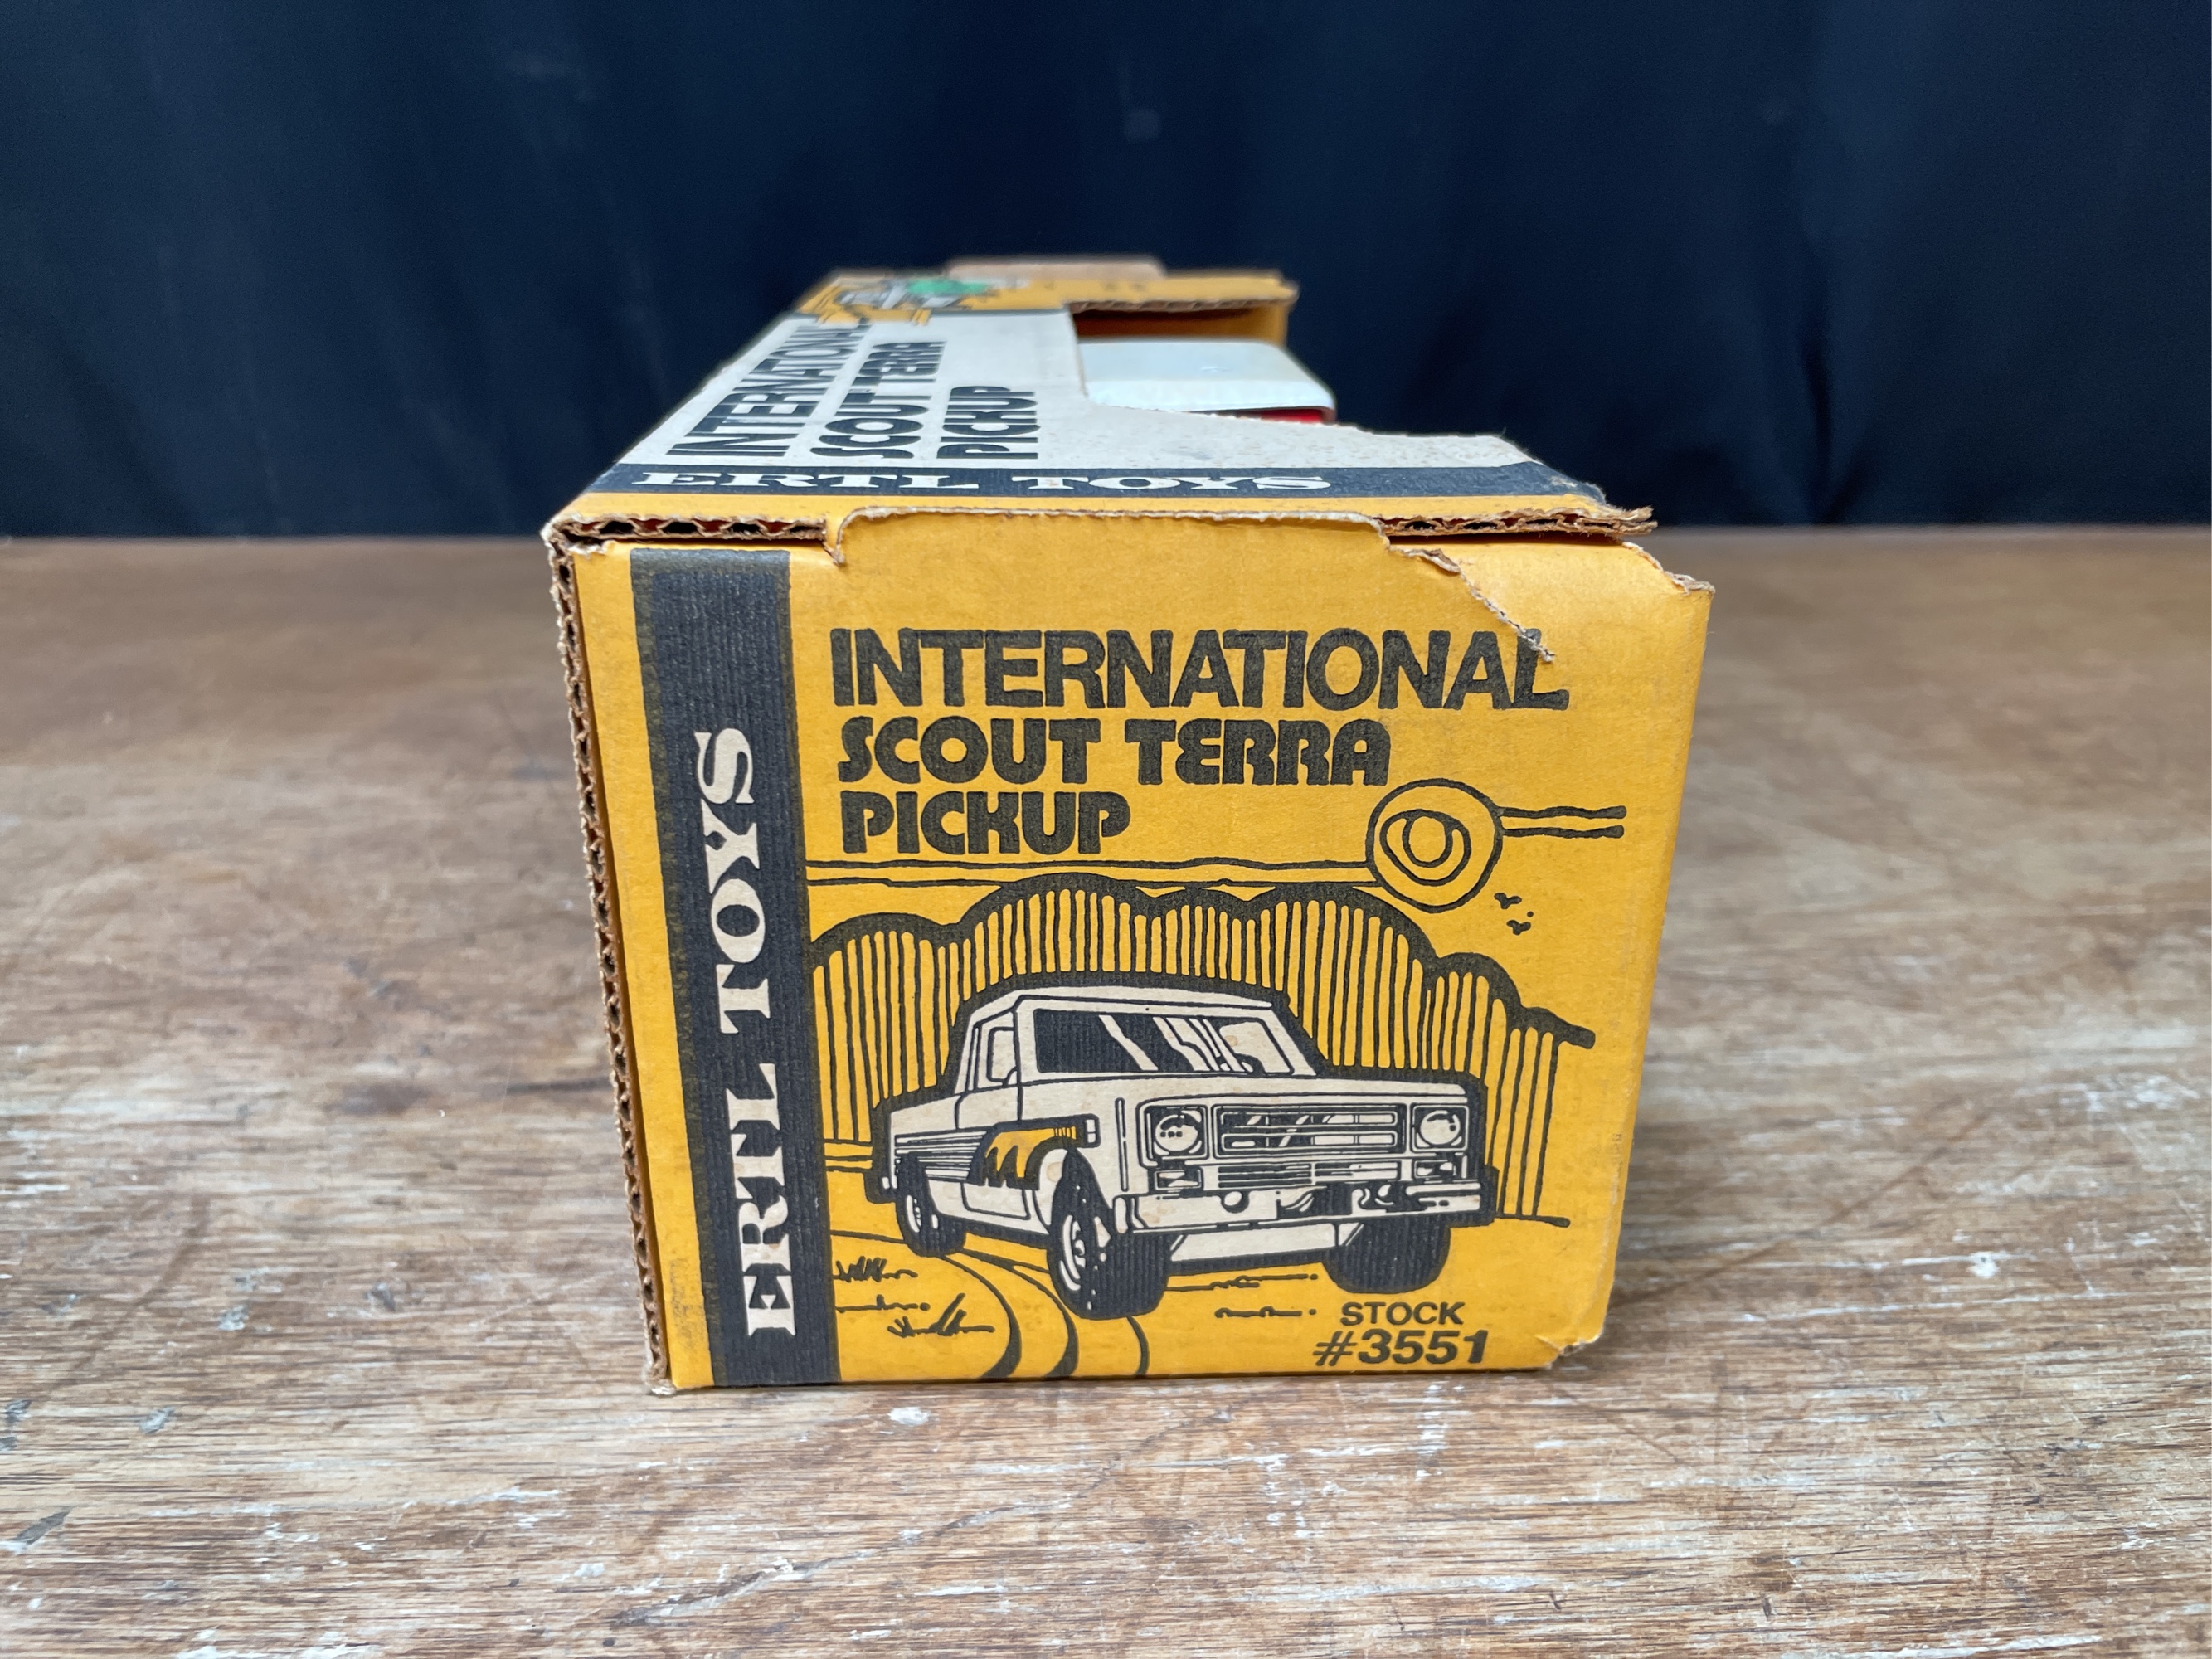 INTERNATIONAL
SCOUT TERRA
PICKUP
ERTL TOYS
ERTL TOYS
INTERNATIONAL
SCOUT TERRA
PICKUP
STOCK
#3551